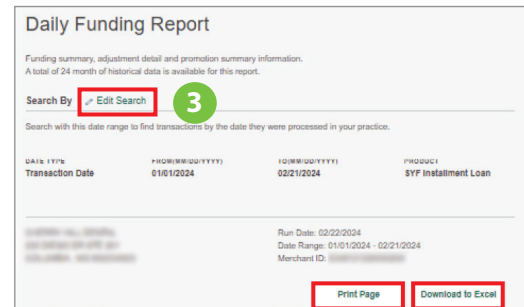 Daily Funding Report
Funding summary, adjustment detail and promotion summary information.
A total of 24 month of historical data is available for this report.
Search By Edit Search 3
Search with this date range to find transactions by the date they were processed in your practice.
DATE TYPE FROM(MM/DD/YYYY) TO(MM/DD/YYYY) PRODUCT
Transaction Date 01/01/2024 02/21/2024 SYF Installment Loan
Run Date: 02/22/2024
Date Range: 01/01/2024 - 02/21/2024
Merchant ID:
Print Page Download to Excel